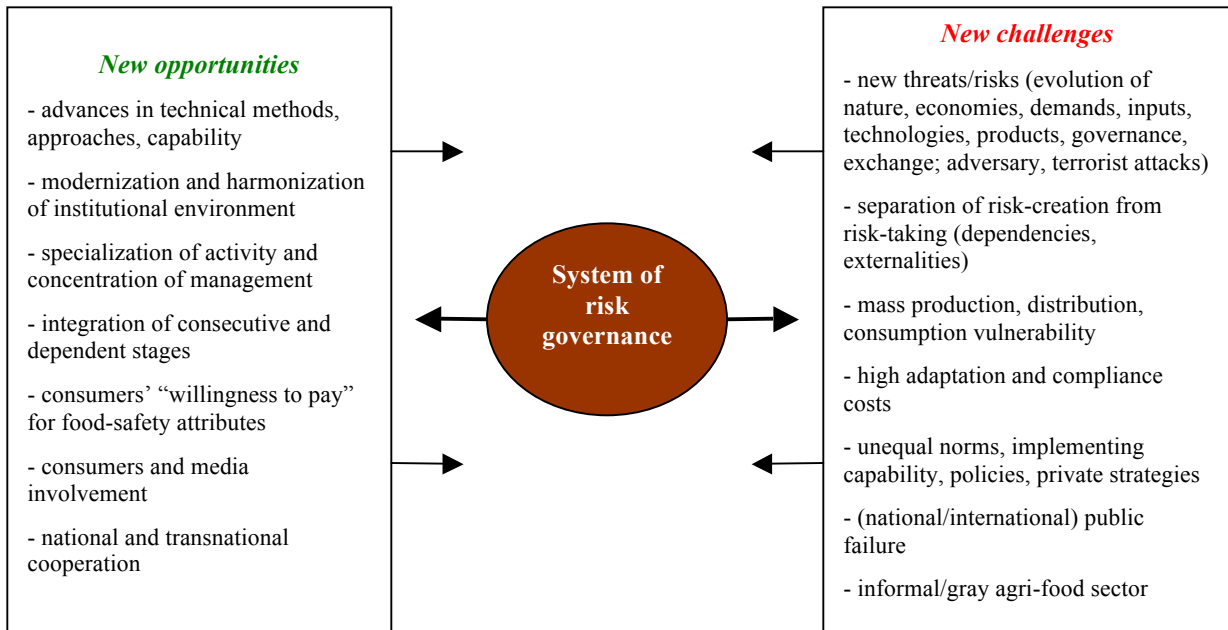 New opportunities
- advances in technical methods,
approaches, capability
- modernization and harmonization
of institutional environment
- specialization of activity and
concentration of management
- integration of consecutive and
dependent stages
- consumers’ “willingness to pay”
for food-safety attributes
- consumers and media
involvement
- national and transnational
cooperation
System of
risk
governance
New challenges
- new threats/risks (evolution of
nature, economies, demands, inputs,
technologies, products, governance,
exchange; adversary, terrorist attacks)
- separation of risk-creation from
risk-taking (dependencies,
externalities)
- mass production, distribution,
consumption vulnerability
- high adaptation and compliance
costs
- unequal norms, implementing
capability, policies, private strategies
- (national/international) public
failure
- informal/gray agri-food sector